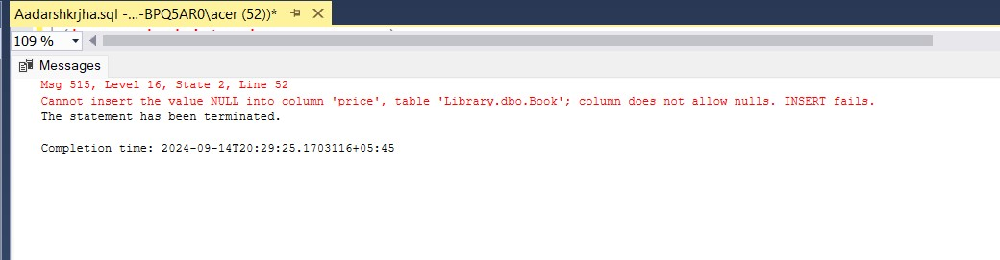 Aadarshkrjha.sql -...-BPQ5AR0\acer (52))*
109 %
Messages
Msg 515, Level 16, State 2, Line 52
Cannot insert the value NULL into column 'price', table 'Library.dbo.Book'; column does not allow nulls. INSERT fails.
The statement has been terminated.
Completion time: 2024-09-14T20:29:25.1703116+05:45